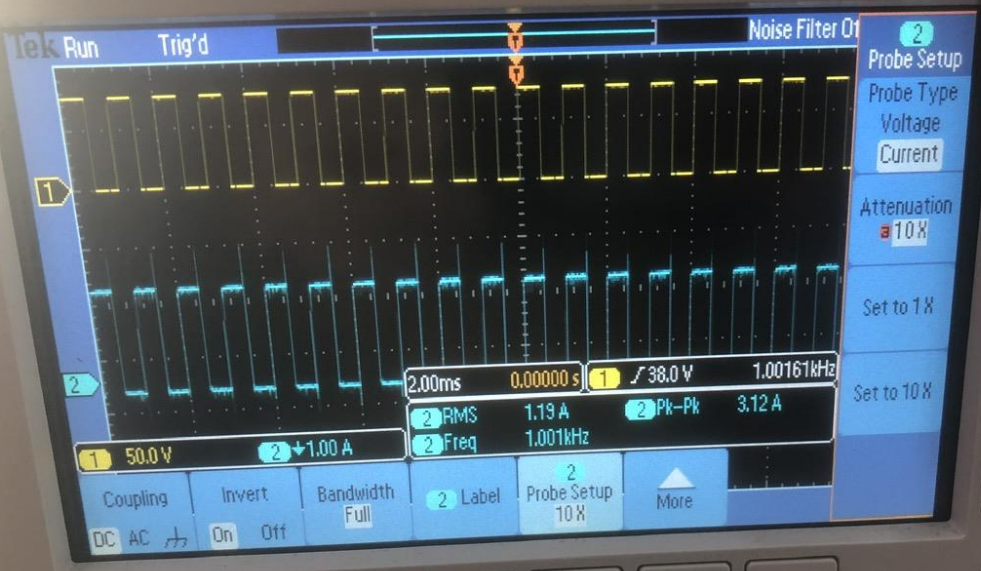 Tek Run Trig'd Noise Filter Of
T
T
2
Probe Setup
Probe Type
Voltage
Current
Attenuation
a 10 X
Set to 1 X
Set to 10 X
1
2
2.00ms 0.00000 s 1 38.0 V 1.00161kHz
2 RMS 1.19 A 2 Pk-Pk 3.12 A
2 Freq 1.001kHz
1 50.0 V 2 1.00 A
Coupling
DC AC
Invert
On Off
Bandwidth
Full
2 Label
2
Probe Setup
10 X
More